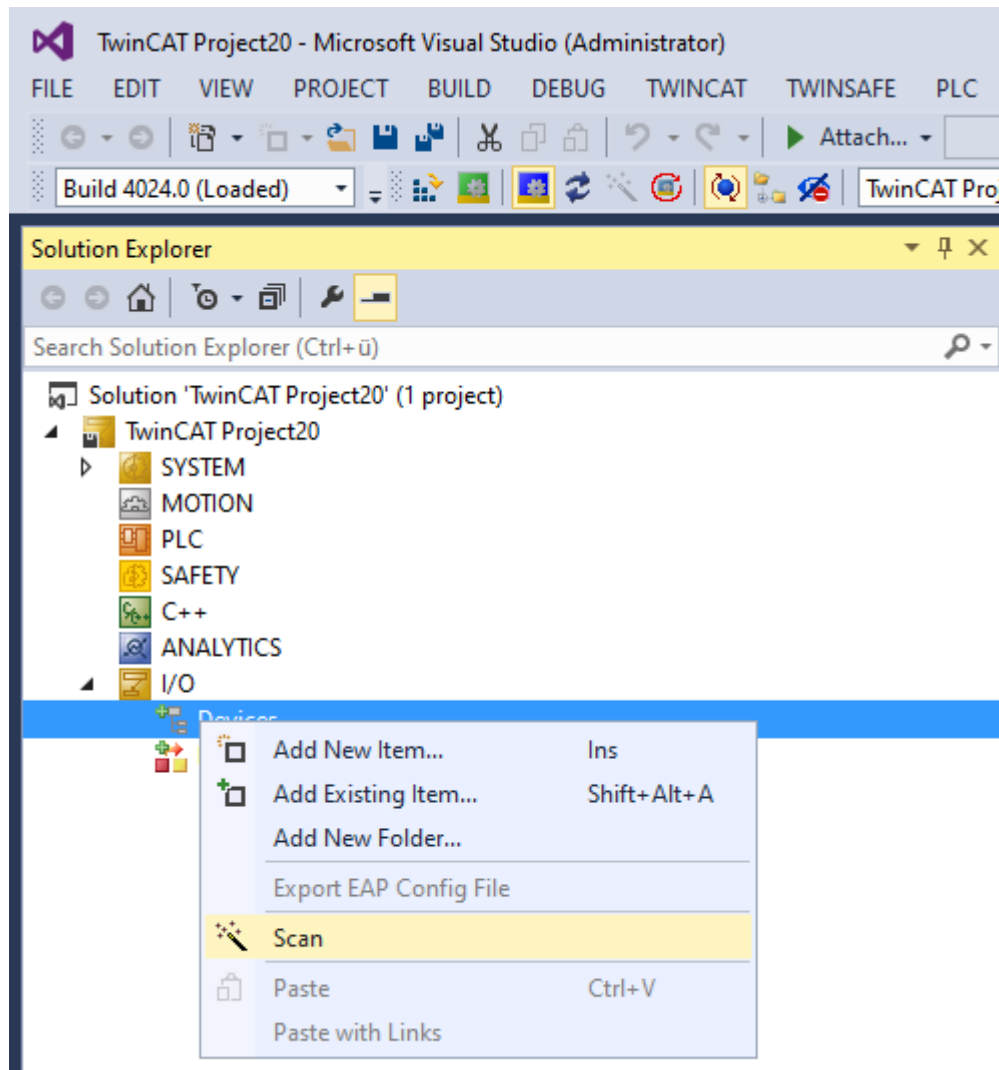 TwinCAT Project20 - Microsoft Visual Studio (Administrator)
FILE EDIT VIEW PROJECT BUILD DEBUG TWINCAT TWINSAFE PLC
Attach...
Build 4024.0 (Loaded) TwinCAT Proj
Solution Explorer
Search Solution Explorer (Ctrl+ü)
Solution 'TwinCAT Project20' (1 project)
TwinCAT Project20
SYSTEM
MOTION
PLC
SAFETY
C++
ANALYTICS
I/O
Devices
Add New Item... Ins
Add Existing Item... Shift+Alt+A
Add New Folder...
Export EAP Config File
Scan
Paste Ctrl+V
Paste with Links